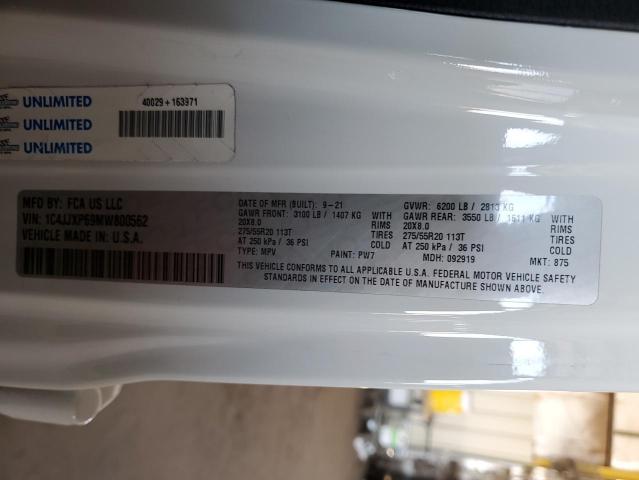 UNLIMITED
UNLIMITED
UNLIMITED
40029+163971
MFD BY: FCA US LLC
VIN: 1C4JJXP69MW800562
VEHICLE MADE IN: U.S.A.
DATE OF MFR (BUILT): 9-21
GAWR FRONT: 3100 LB / 1407 KG WITH
20X8.0 RIMS
275/55R20 113T TIRES
AT 250 kPa / 36 PSI COLD
TYPE: MPV PAINT: PW7
GVWR: 6200 LB / 2813 KG
GAWR REAR: 3550 LB / 1611 KG WITH
20X8.0 RIMS
275/55R20 113T TIRES
AT 250 kPa / 36 PSI COLD
MDH: 092919 MKT: 875
THIS VEHICLE CONFORMS TO ALL APPLICABLE U.S.A. FEDERAL MOTOR VEHICLE SAFETY
STANDARDS IN EFFECT ON THE DATE OF MANUFACTURE SHOWN ABOVE.